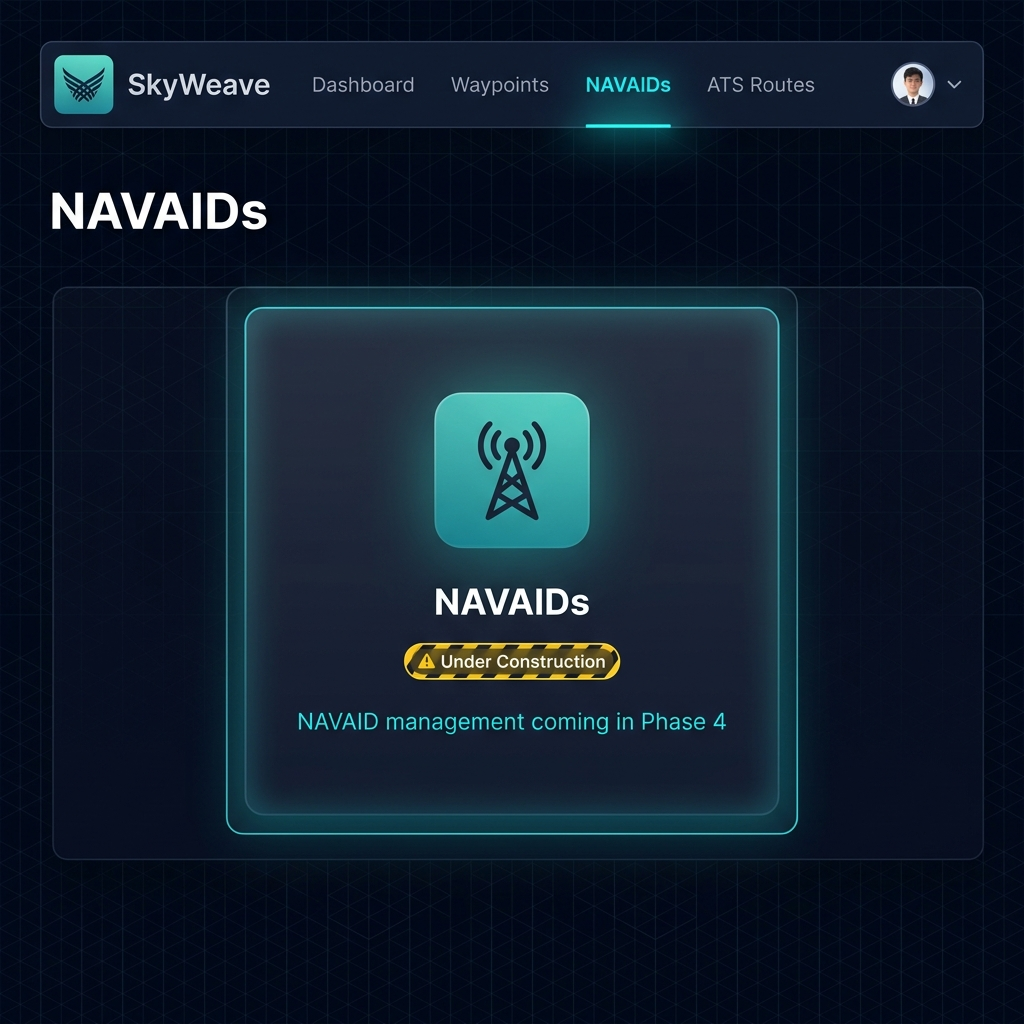 SkyWeave
Dashboard
Waypoints
NAVAIDs
ATS Routes
NAVAIDs
NAVAIDs
Under Construction
NAVAID management coming in Phase 4